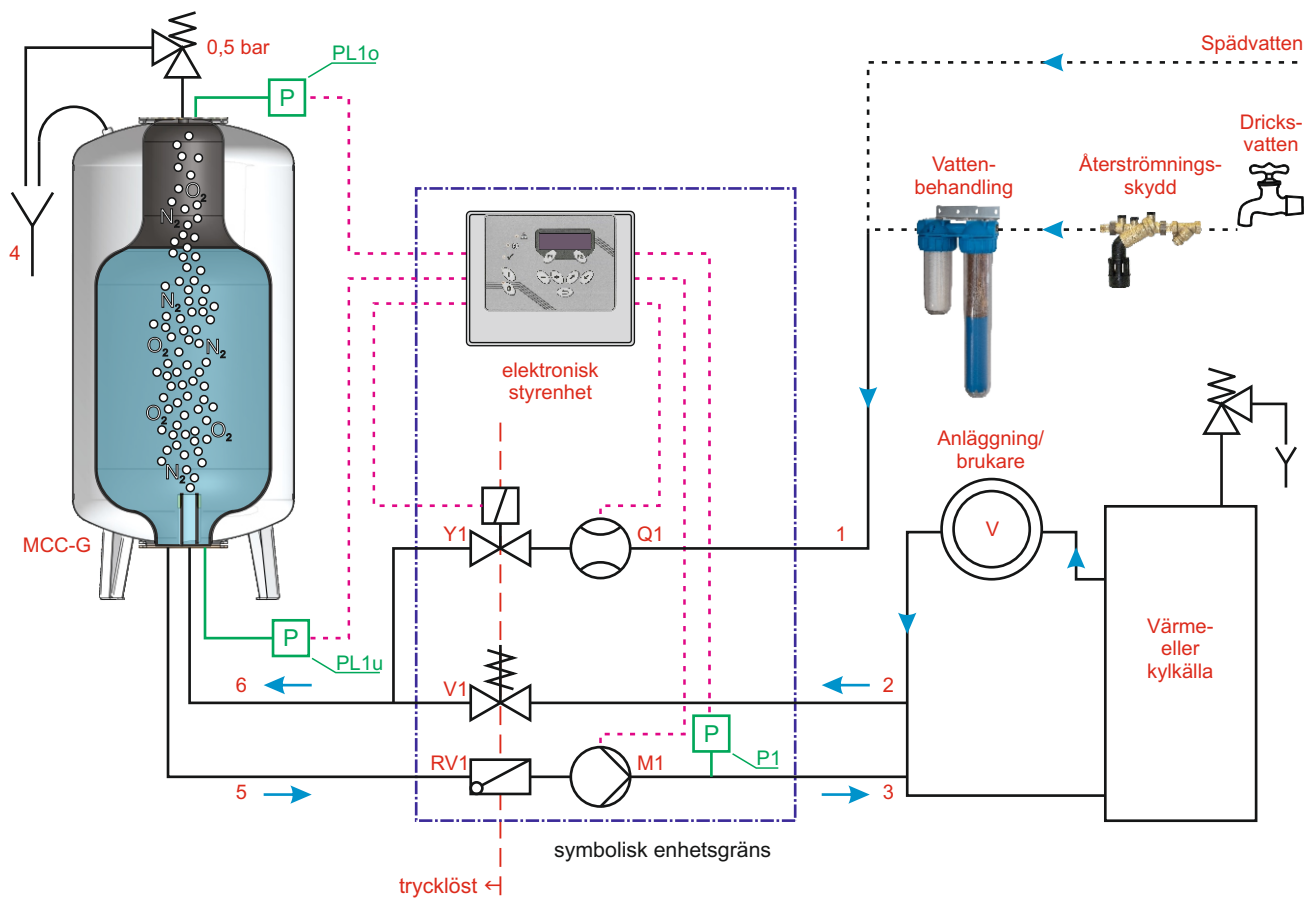 0,5 bar
PL1o
P
Spädvatten
Dricks-
vatten
Vatten-
behandling
Återströmnings-
skydd
4
O2
N2
N2
O2
N2
O2
O2
N2
elektronisk
styrenhet
Anläggning/
brukare
V
MCC-G
Y1
Q1
1
P
PL1u
Värme-
eller
kylkälla
6
V1
2
P
P1
RV1
M1
5
3
symbolisk enhetsgräns
trycklöst